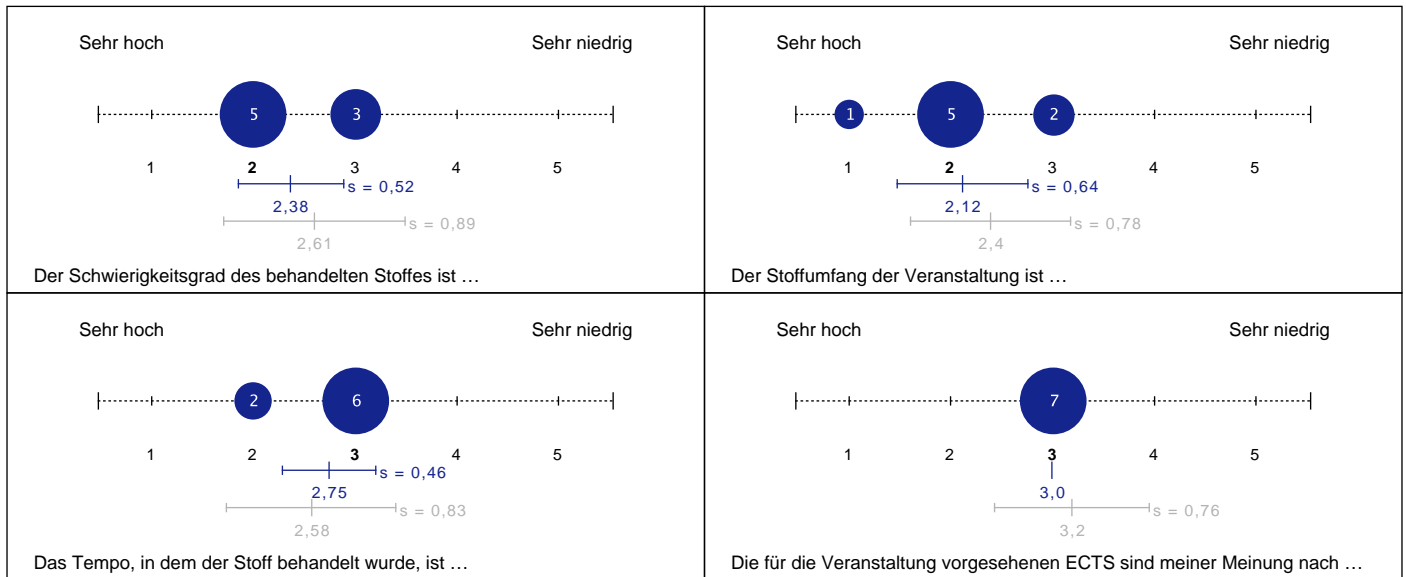 Sehr hoch Sehr niedrig
5 3
1 2 3 4 5
s = 0,52
2,38
s = 0,89
2,61
Der Schwierigkeitsgrad des behandelten Stoffes ist …
Sehr hoch Sehr niedrig
1 5 2
1 2 3 4 5
s = 0,64
2,12
s = 0,78
2,4
Der Stoffumfang der Veranstaltung ist …
Sehr hoch Sehr niedrig
2 6
1 2 3 4 5
s = 0,46
2,75
s = 0,83
2,58
Das Tempo, in dem der Stoff behandelt wurde, ist …
Sehr hoch Sehr niedrig
7
1 2 3 4 5
3,0
s = 0,76
3,2
Die für die Veranstaltung vorgesehenen ECTS sind meiner Meinung nach …